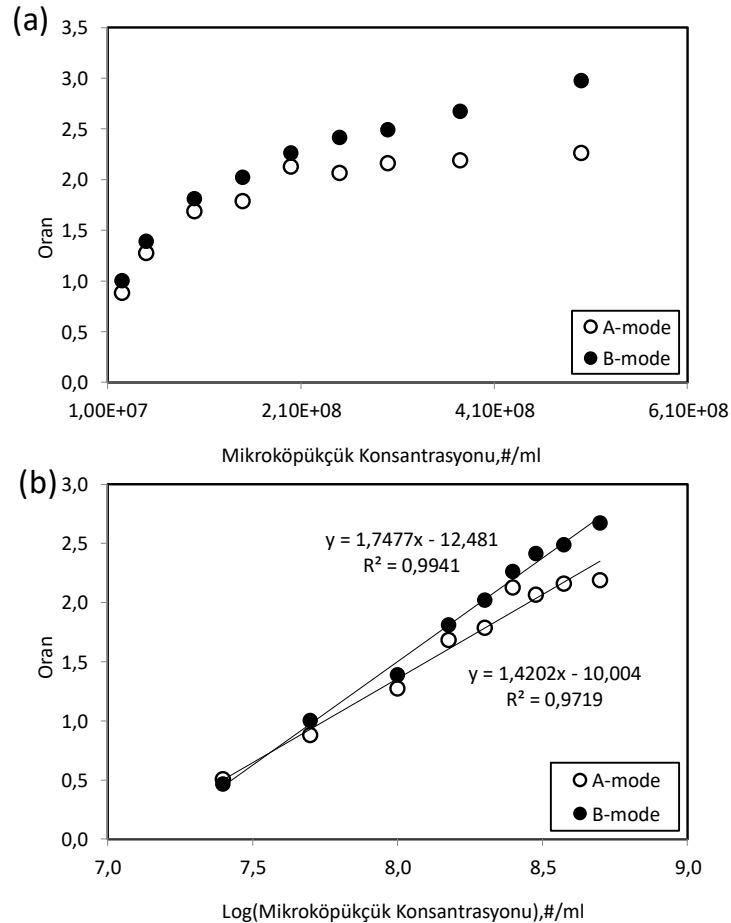 (a)
3,5
3,0
2,5
2,0
1,5
1,0
0,5
0,0
Oran
A-mode
B-mode
1,00E+07 2,10E+08 4,10E+08 6,10E+08
Mikroköpükçük Konsantrasyonu,#/ml
(b)
3,0
2,5
2,0
1,5
1,0
0,5
0,0
Oran
y = 1,7477x - 12,481
R² = 0,9941
y = 1,4202x - 10,004
R² = 0,9719
A-mode
B-mode
7,0 7,5 8,0 8,5 9,0
Log(Mikroköpükçük Konsantrasyonu),#/ml